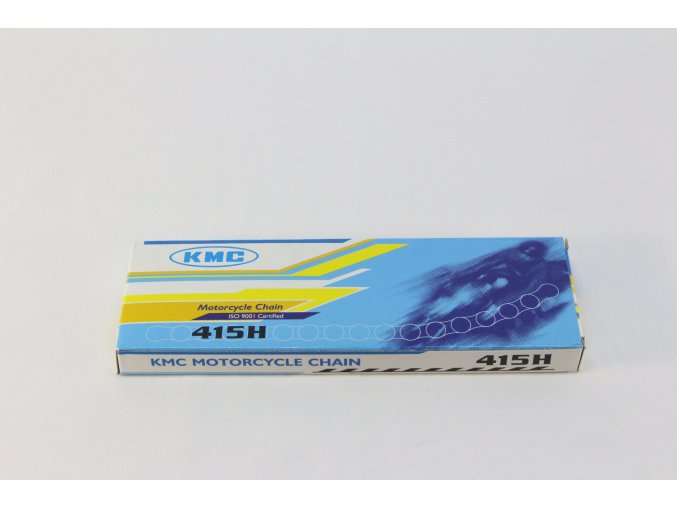 KMC
Motorcycle Chain
ISO 9001 Certified
415H
KMC MOTORCYCLE CHAIN
415H